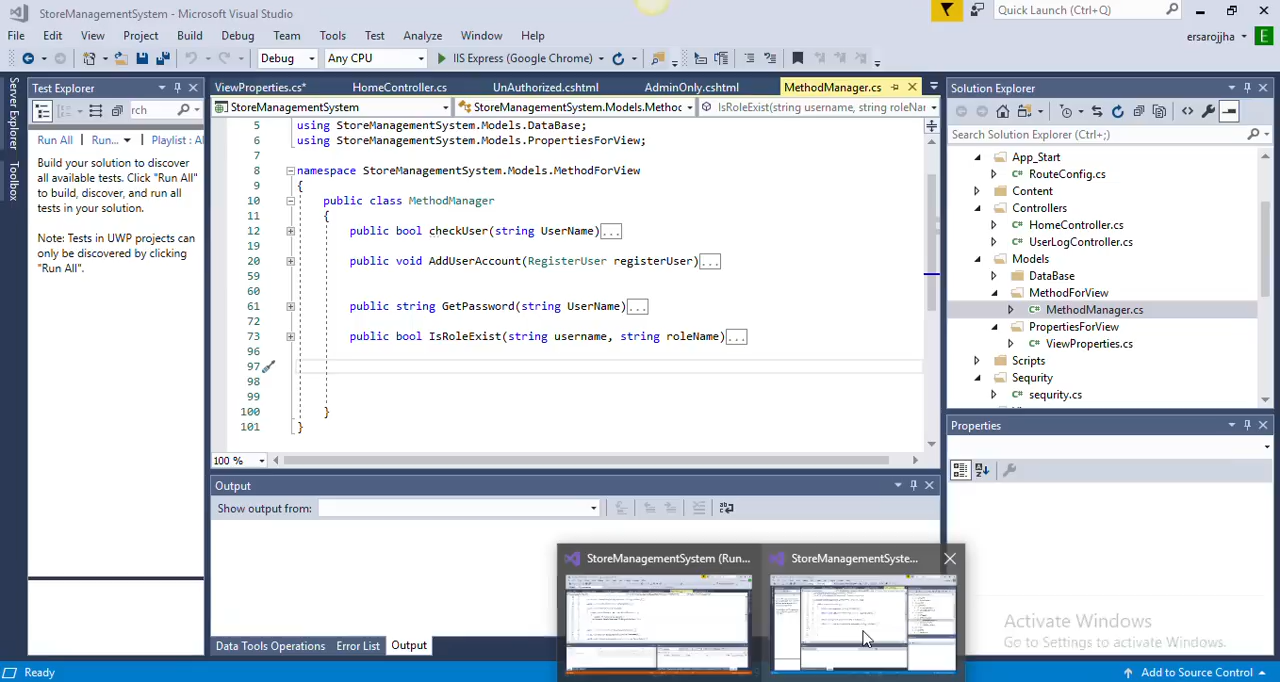 StoreManagementSystem - Microsoft Visual Studio
Quick Launch (Ctrl+Q)
File Edit View Project Build Debug Team Tools Test Analyze Window Help
ersarojjha E
Debug Any CPU IIS Express (Google Chrome)
Server Explorer
Toolbox
Test Explorer
rch
Run All | Run... | Playlist : Al
Build your solution to discover
all available tests. Click "Run All"
to build, discover, and run all
tests in your solution.
Note: Tests in UWP projects can
only be discovered by clicking
"Run All".
ViewProperties.cs* HomeController.cs UnAuthorized.cshtml AdminOnly.cshtml MethodManager.cs
StoreManagementSystem StoreManagementSystem.Models.Methoc IsRoleExist(string username, string roleNar
5 using StoreManagementSystem.Models.DataBase;
6 using StoreManagementSystem.Models.PropertiesForView;
7
8 namespace StoreManagementSystem.Models.MethodForView
9 {
10 public class MethodManager
11 {
12 public bool checkUser(string UserName)...
19
20 public void AddUserAccount(RegisterUser registerUser)...
59
60
61 public string GetPassword(string UserName)...
72
73 public bool IsRoleExist(string username, string roleName)...
96
97
98
99
100 }
101 }
100 %
Output
Show output from:
Data Tools Operations Error List Output
Solution Explorer
Search Solution Explorer (Ctrl+;)
App_Start
C# RouteConfig.cs
Content
Controllers
C# HomeController.cs
C# UserLogController.cs
Models
DataBase
MethodForView
C# MethodManager.cs
PropertiesForView
C# ViewProperties.cs
Scripts
Sequrity
C# sequrity.cs
Properties
StoreManagementSystem (Run...
StoreManagementSyste...
Activate Windows
Go to Settings to activate Windows.
Ready
Add to Source Control